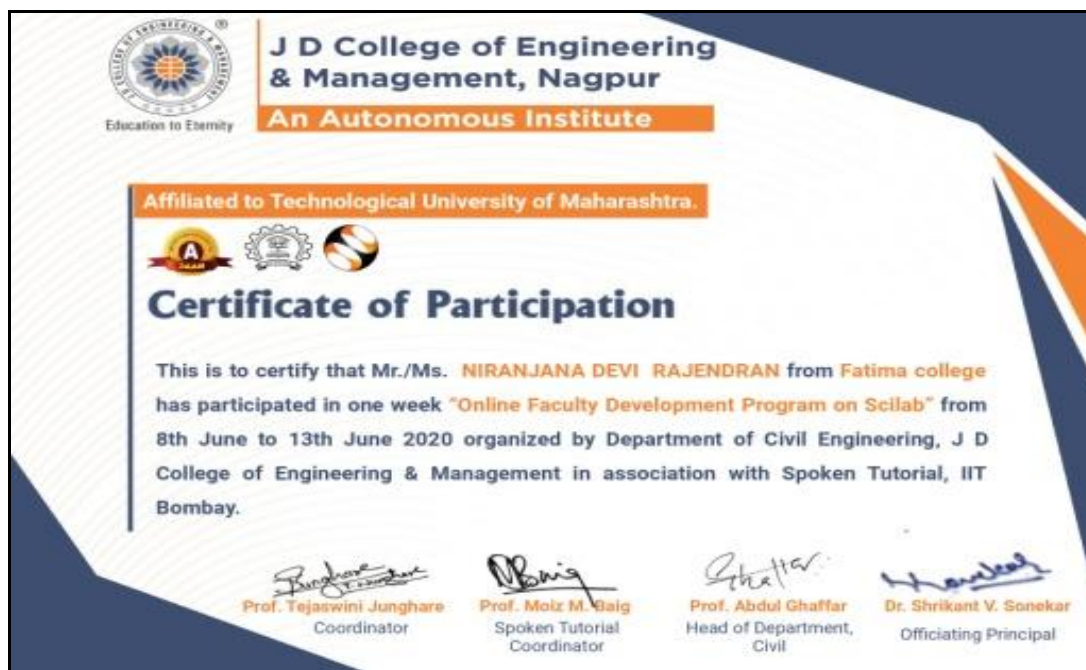 J D COLLEGE OF ENGINEERING & MANAGEMENT
®
Education to Eternity
J D College of Engineering
& Management, Nagpur
An Autonomous Institute
Affiliated to Technological University of Maharashtra.
A
Certificate of Participation
This is to certify that Mr./Ms. NIRANJANA DEVI RAJENDRAN from Fatima college
has participated in one week “Online Faculty Development Program on Scilab” from
8th June to 13th June 2020 organized by Department of Civil Engineering, J D
College of Engineering & Management in association with Spoken Tutorial, IIT
Bombay.
Prof. Tejaswini Junghare
Coordinator
Prof. Moiz M. Baig
Spoken Tutorial
Coordinator
Prof. Abdul Ghaffar
Head of Department,
Civil
Dr. Shrikant V. Sonekar
Officiating Principal